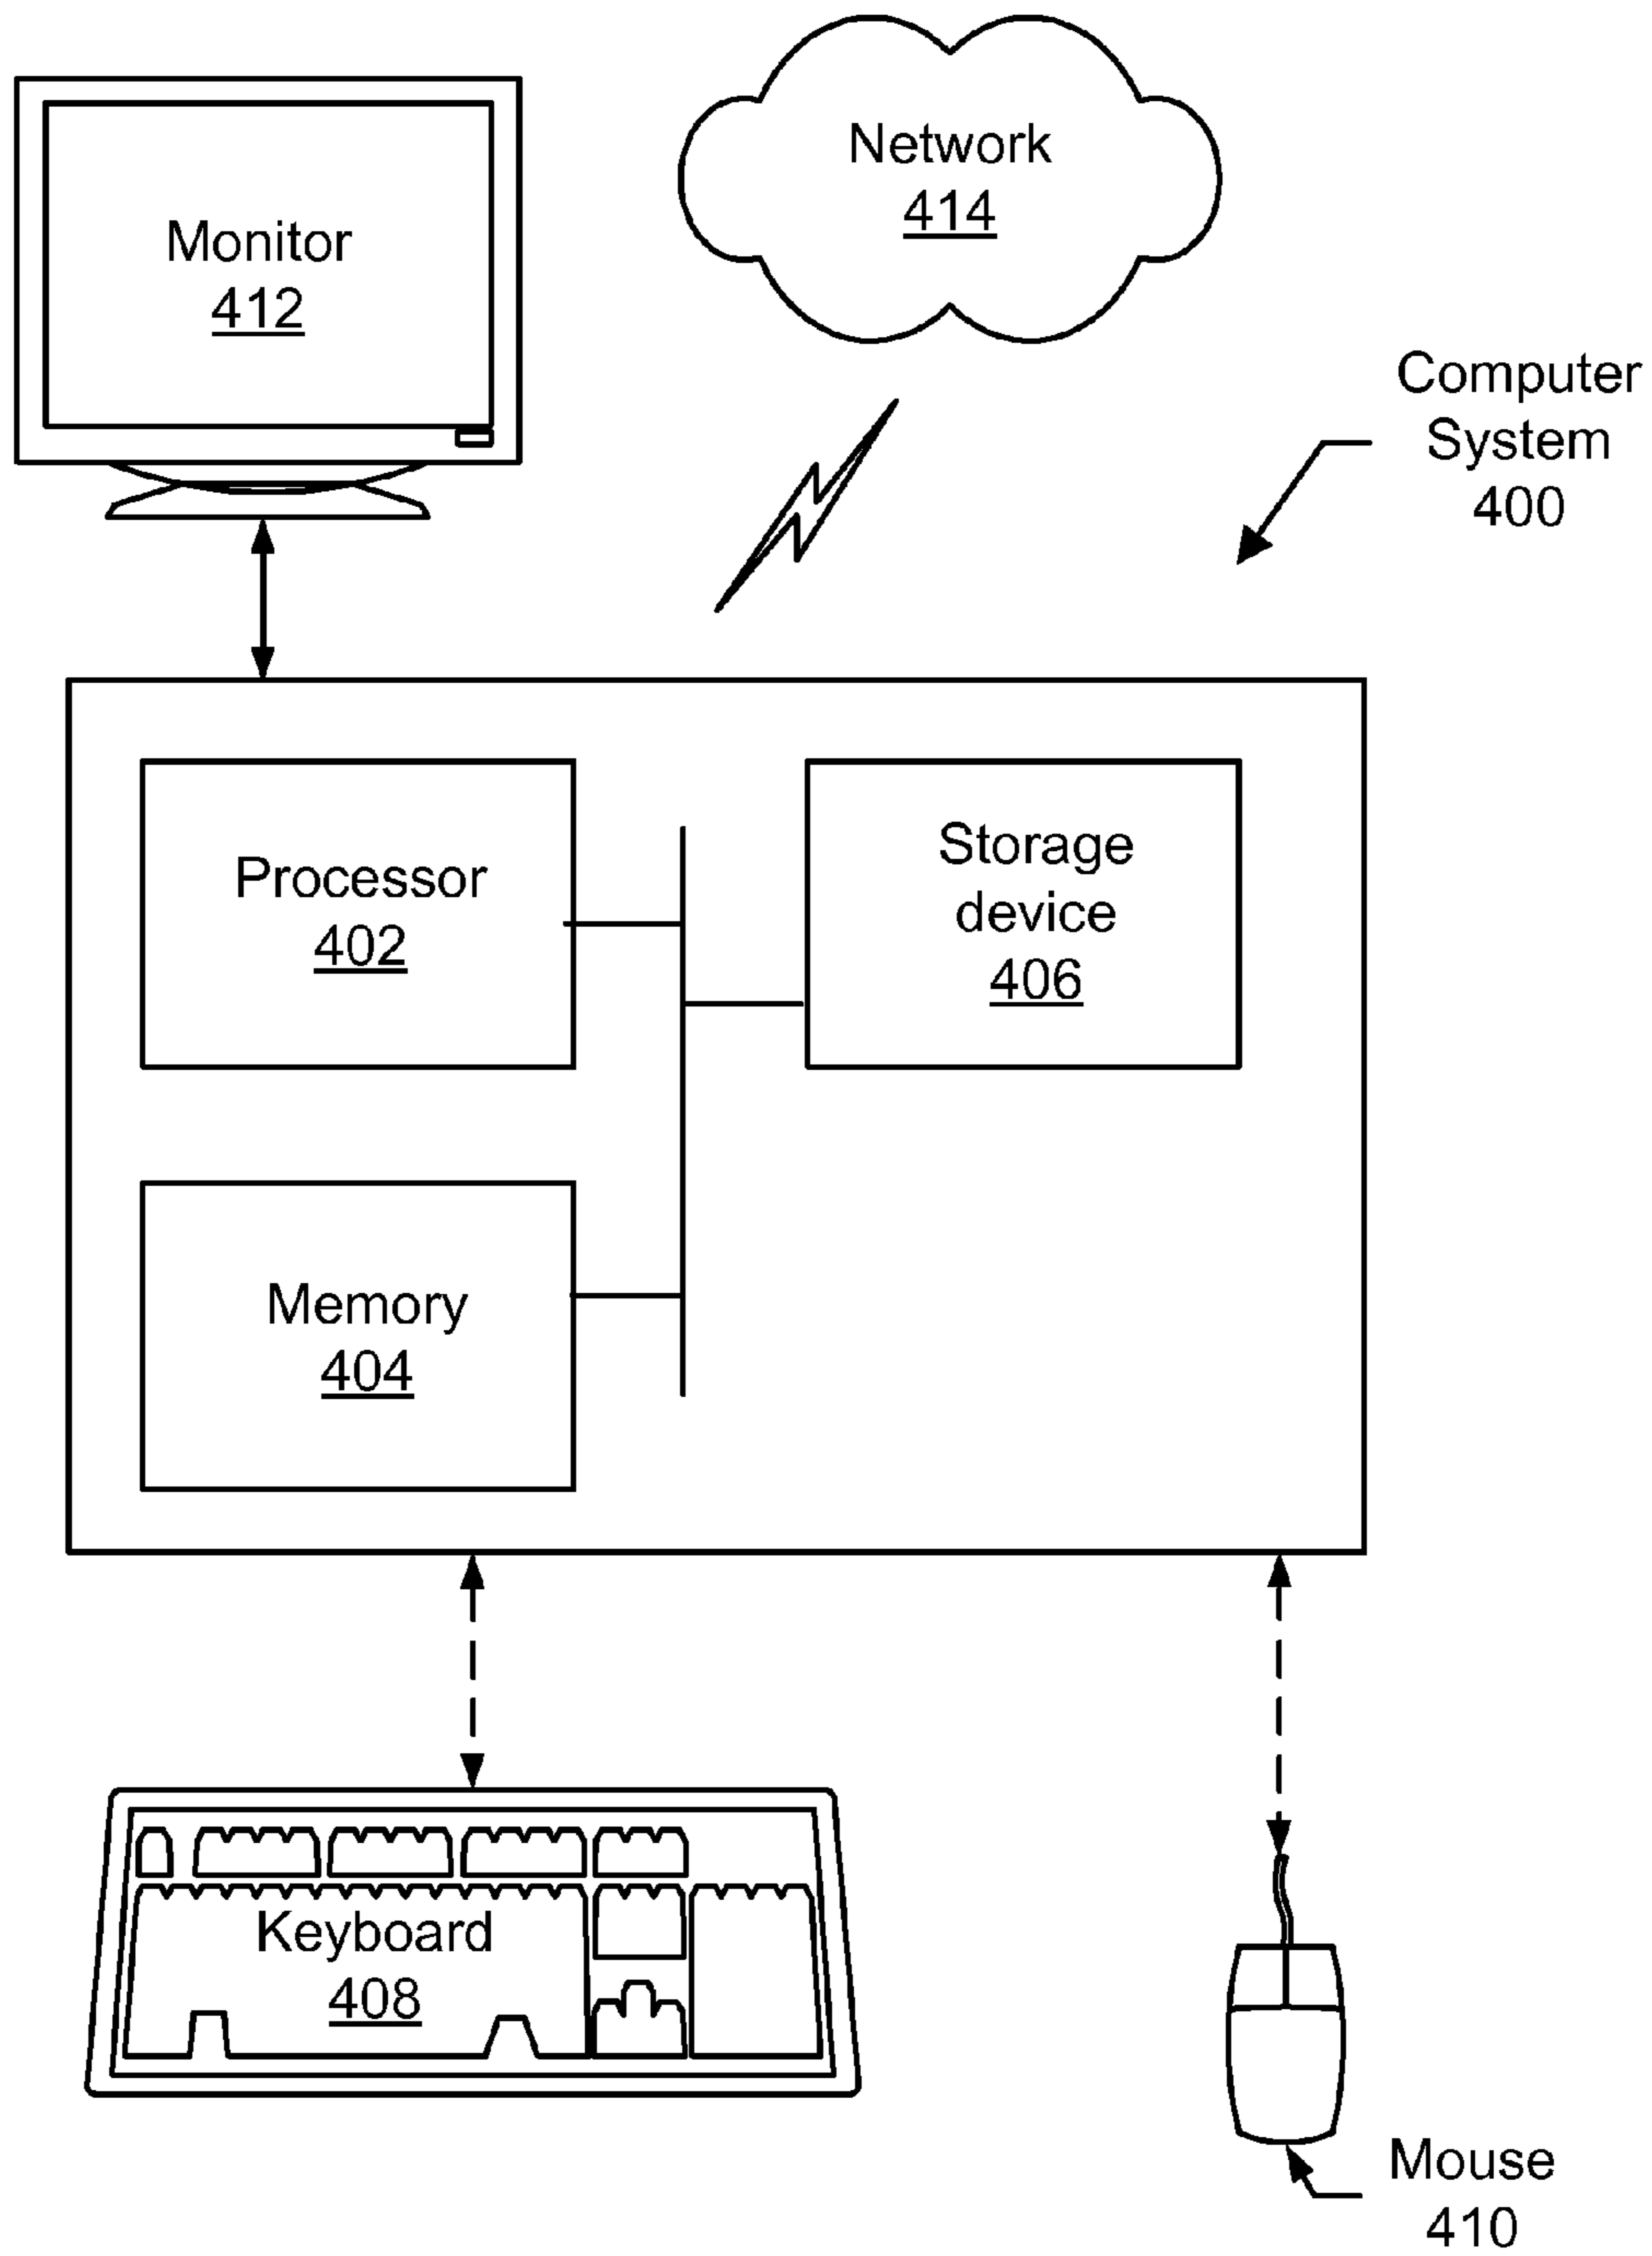 Network
414
Monitor
412
Computer
System
400
Processor
402
Storage
device
406
Memory
404
Keyboard
408
Mouse
410